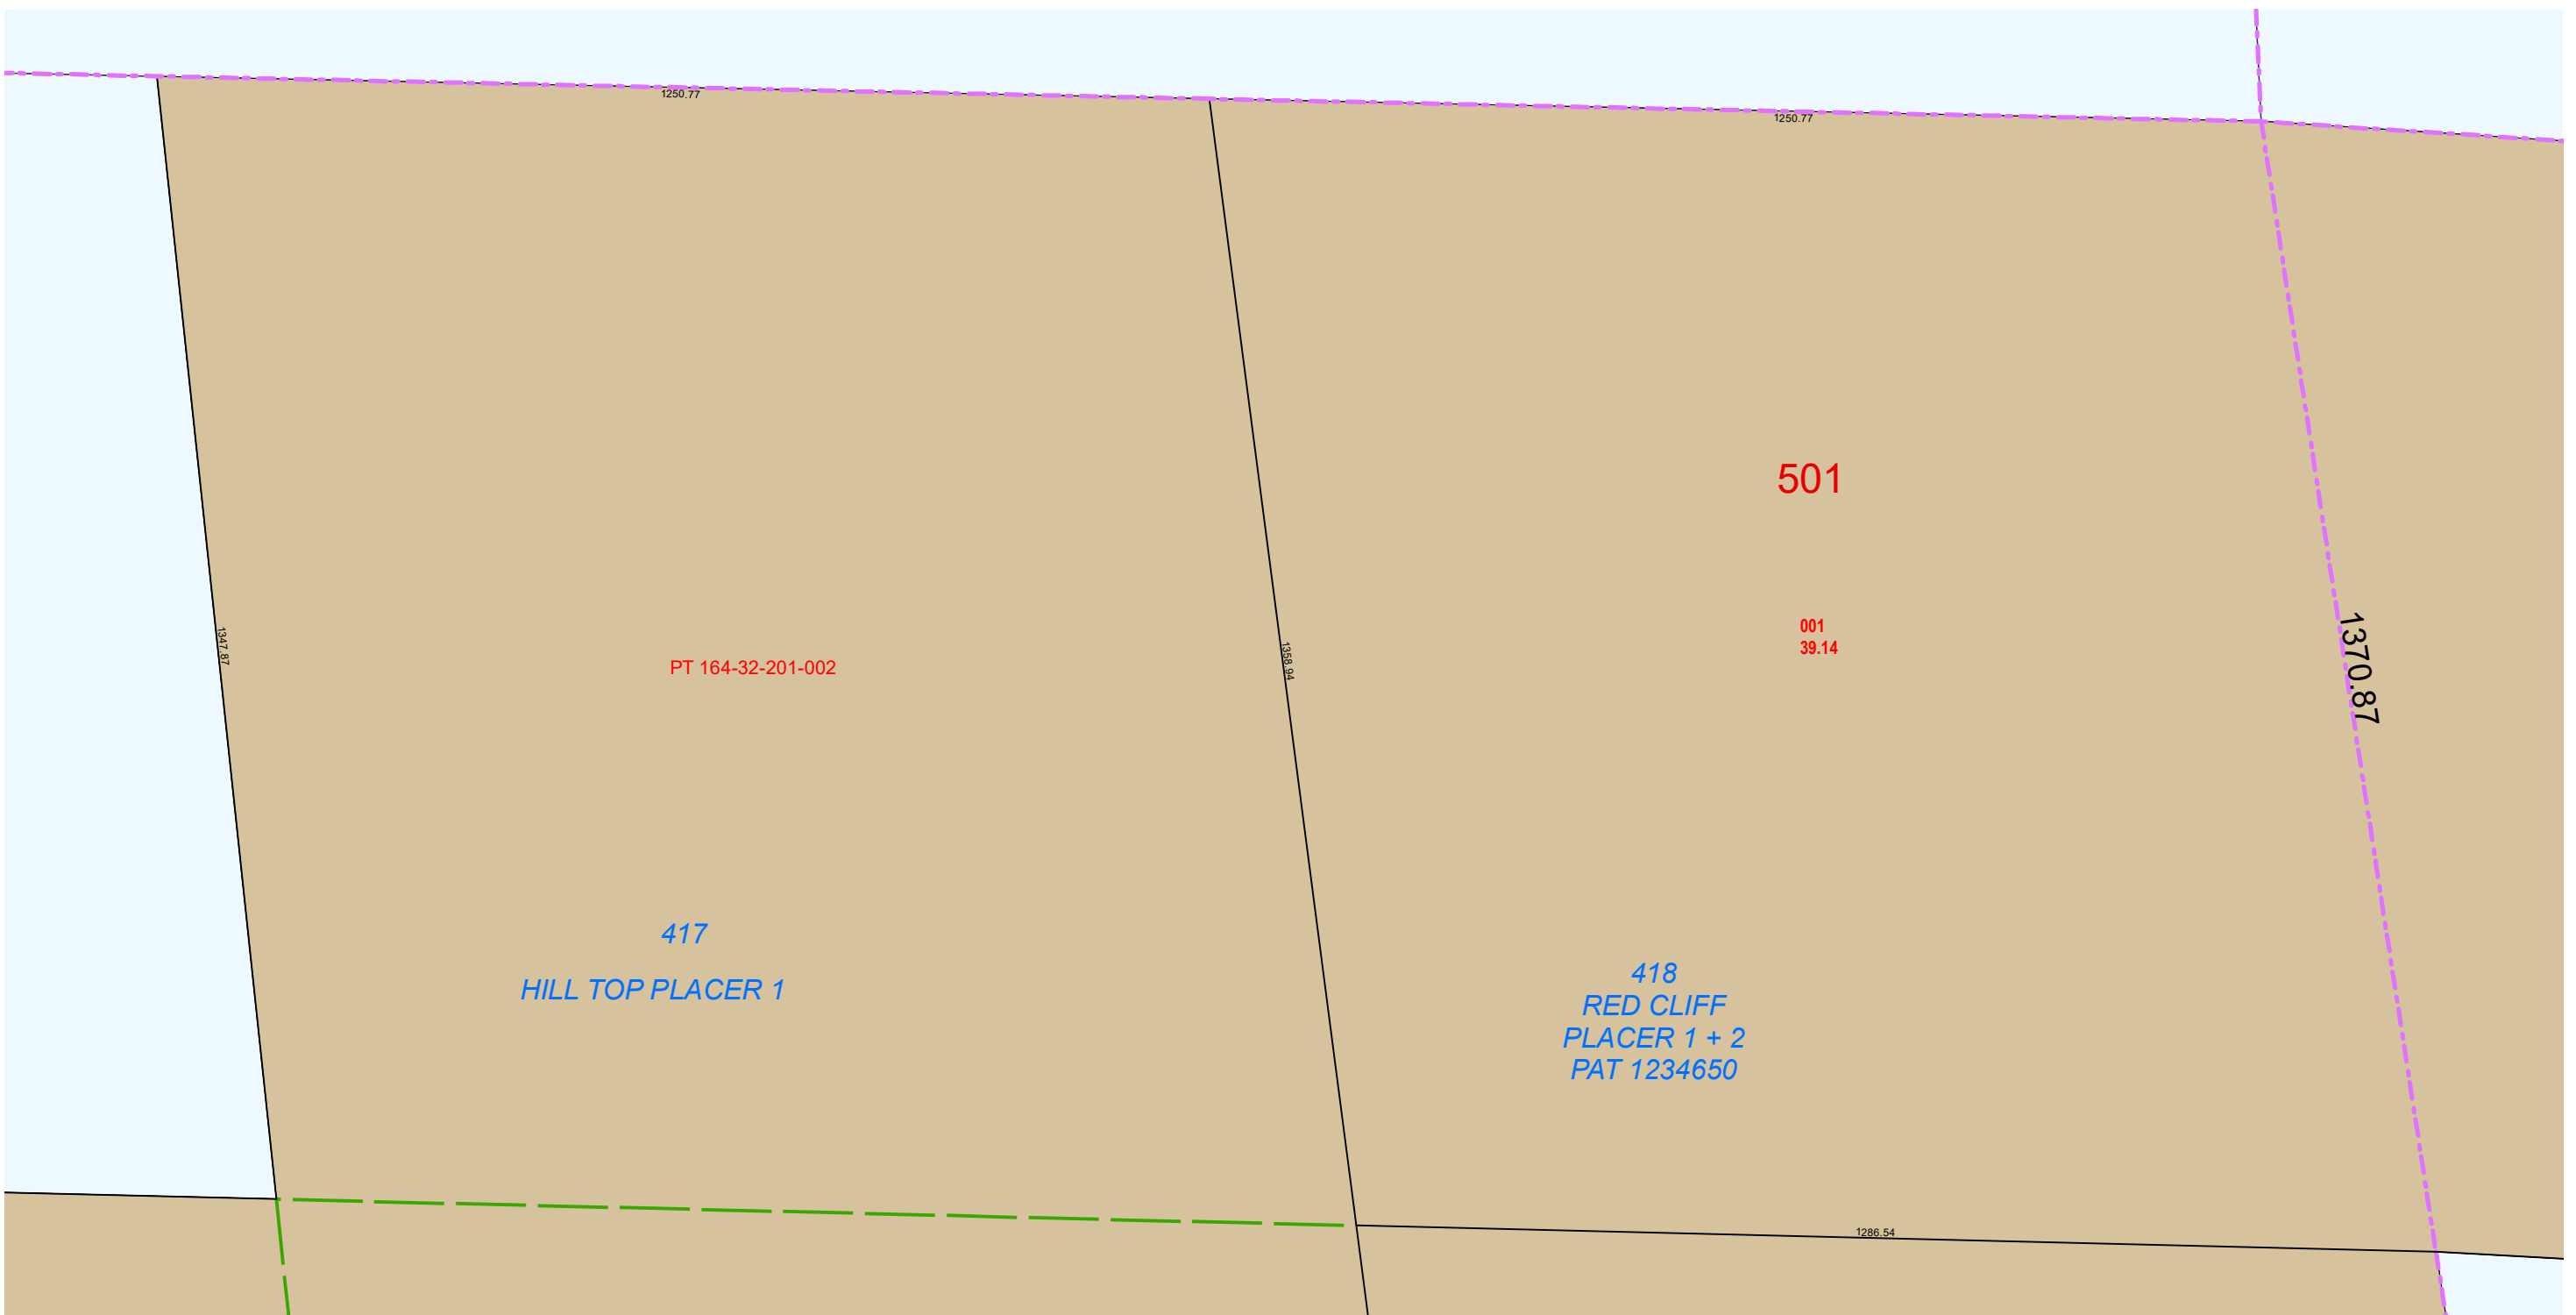 1250.77
1250.77
501
001
39.14
1347.87
1358.94
1370.87
PT 164-32-201-002
417
HILL TOP PLACER 1
418
RED CLIFF
PLACER 1 + 2
PAT 1234650
1286.54